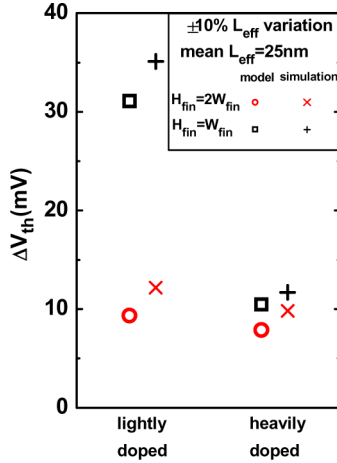 ±10% L_eff variation
mean L_eff=25nm
model simulation
H_fin=2W_fin
H_fin=W_fin
ΔV_th(mV)
40
30
20
10
0
lightly doped
heavily doped